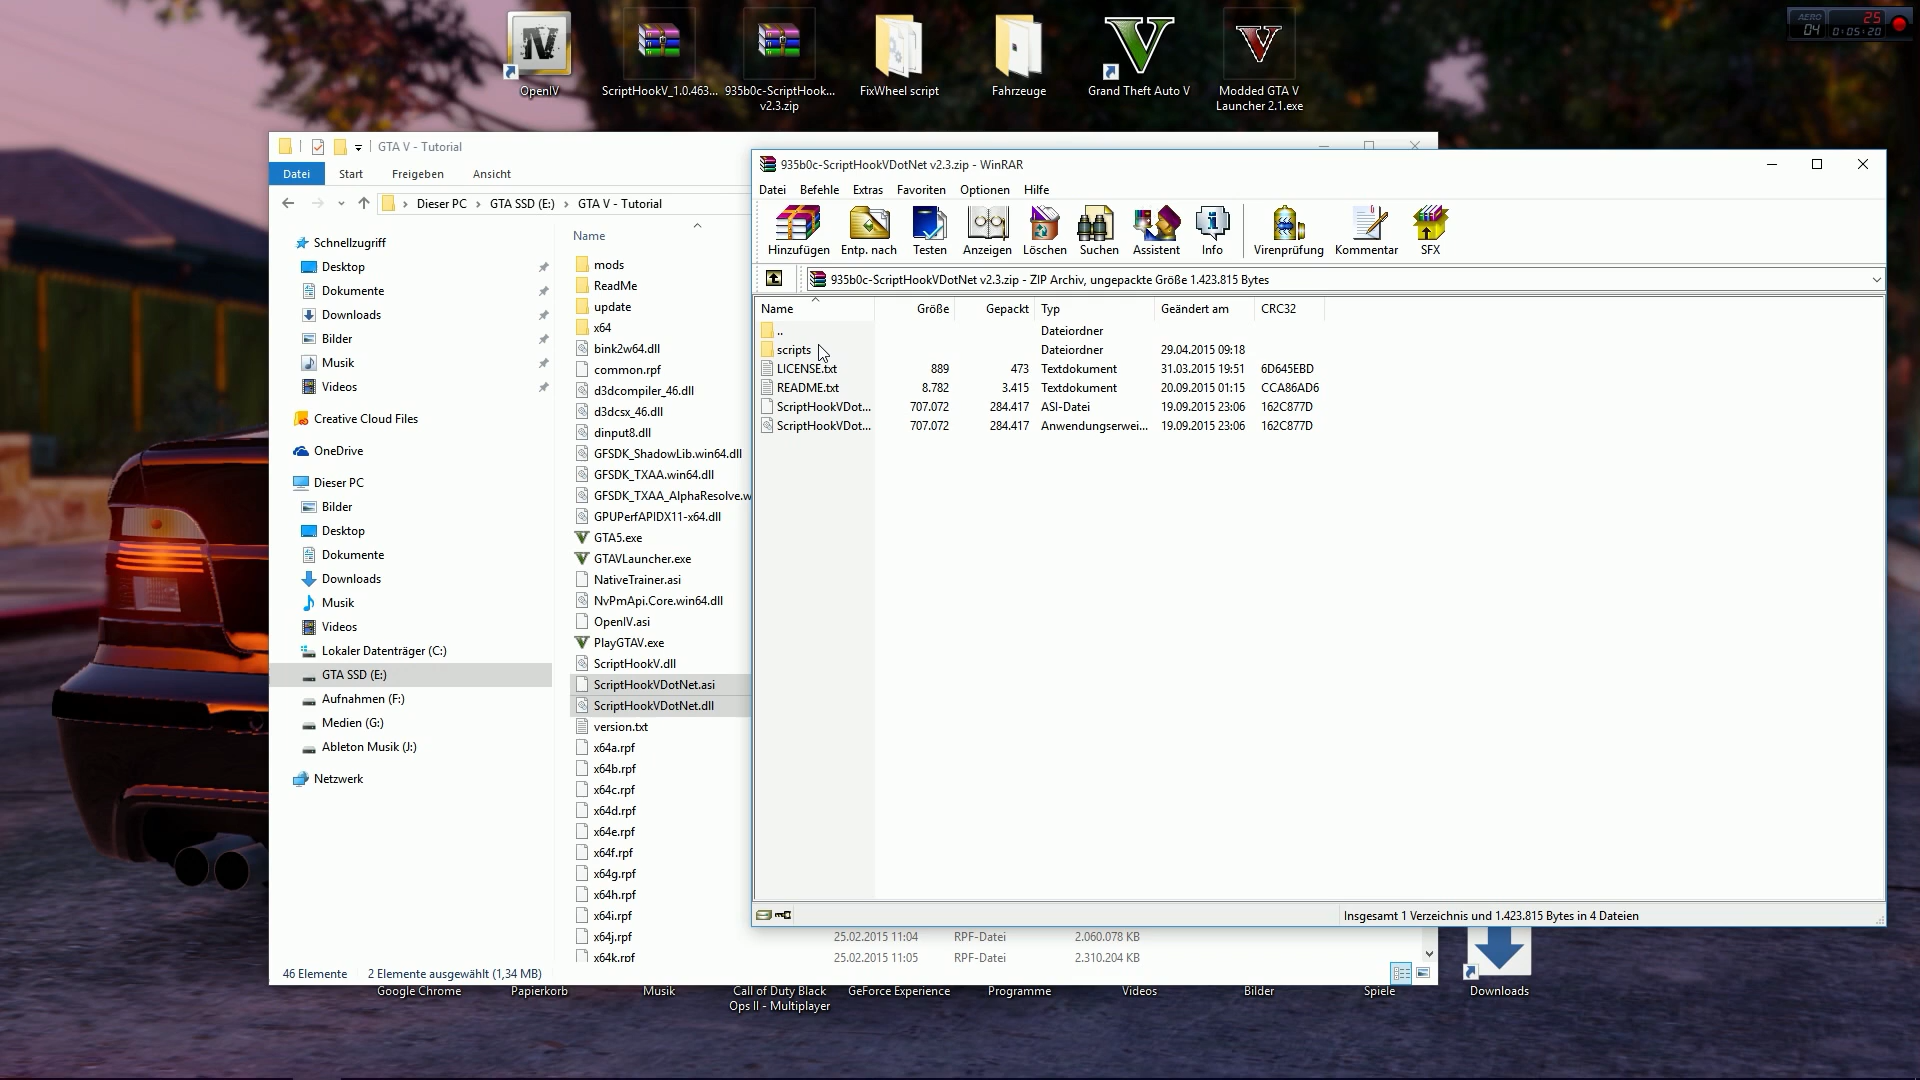 OpenIV
ScriptHookV_1.0.463...
935b0c-ScriptHook...
v2.3.zip
FixWheel script
Fahrzeuge
Grand Theft Auto V
Modded GTA V
Launcher 2.1.exe
AERO
04
25
0:05:20
GTA V - Tutorial
Datei Start Freigeben Ansicht
Dieser PC > GTA SSD (E:) > GTA V - Tutorial
Schnellzugriff
Desktop
Dokumente
Downloads
Bilder
Musik
Videos
Creative Cloud Files
OneDrive
Dieser PC
Bilder
Desktop
Dokumente
Downloads
Musik
Videos
Lokaler Datenträger (C:)
GTA SSD (E:)
Aufnahmen (F:)
Medien (G:)
Ableton Musik (J:)
Netzwerk
Name
mods
ReadMe
update
x64
bink2w64.dll
common.rpf
d3dcompiler_46.dll
d3dcsx_46.dll
dinput8.dll
GFSDK_ShadowLib.win64.dll
GFSDK_TXAA.win64.dll
GFSDK_TXAA_AlphaResolve.w
GPUPerfAPIDX11-x64.dll
GTA5.exe
GTAVLauncher.exe
NativeTrainer.asi
NvPmApi.Core.win64.dll
OpenIV.asi
PlayGTAV.exe
ScriptHookV.dll
ScriptHookVDotNet.asi
ScriptHookVDotNet.dll
version.txt
x64a.rpf
x64b.rpf
x64c.rpf
x64d.rpf
x64e.rpf
x64f.rpf
x64g.rpf
x64h.rpf
x64i.rpf
x64j.rpf 25.02.2015 11:04 RPF-Datei 2.060.078 KB
x64k.rpf 25.02.2015 11:05 RPF-Datei 2.310.204 KB
46 Elemente 2 Elemente ausgewählt (1,34 MB)
935b0c-ScriptHookVDotNet v2.3.zip - WinRAR
Datei Befehle Extras Favoriten Optionen Hilfe
Hinzufügen Entp. nach Testen Anzeigen Löschen Suchen Assistent Info Virenprüfung Kommentar SFX
935b0c-ScriptHookVDotNet v2.3.zip - ZIP Archiv, ungepackte Größe 1.423.815 Bytes
Name Größe Gepackt Typ Geändert am CRC32
.. Dateiordner
scripts Dateiordner 29.04.2015 09:18
LICENSE.txt 889 473 Textdokument 31.03.2015 19:51 6D645EBD
README.txt 8.782 3.415 Textdokument 20.09.2015 01:15 CCA86AD6
ScriptHookVDot... 707.072 284.417 ASI-Datei 19.09.2015 23:06 162C877D
ScriptHookVDot... 707.072 284.417 Anwendungserwei... 19.09.2015 23:06 162C877D
Insgesamt 1 Verzeichnis und 1.423.815 Bytes in 4 Dateien
Google Chrome
Papierkorb
Musik
Call of Duty Black
Ops II - Multiplayer
GeForce Experience
Programme
Videos
Bilder
Spiele
Downloads